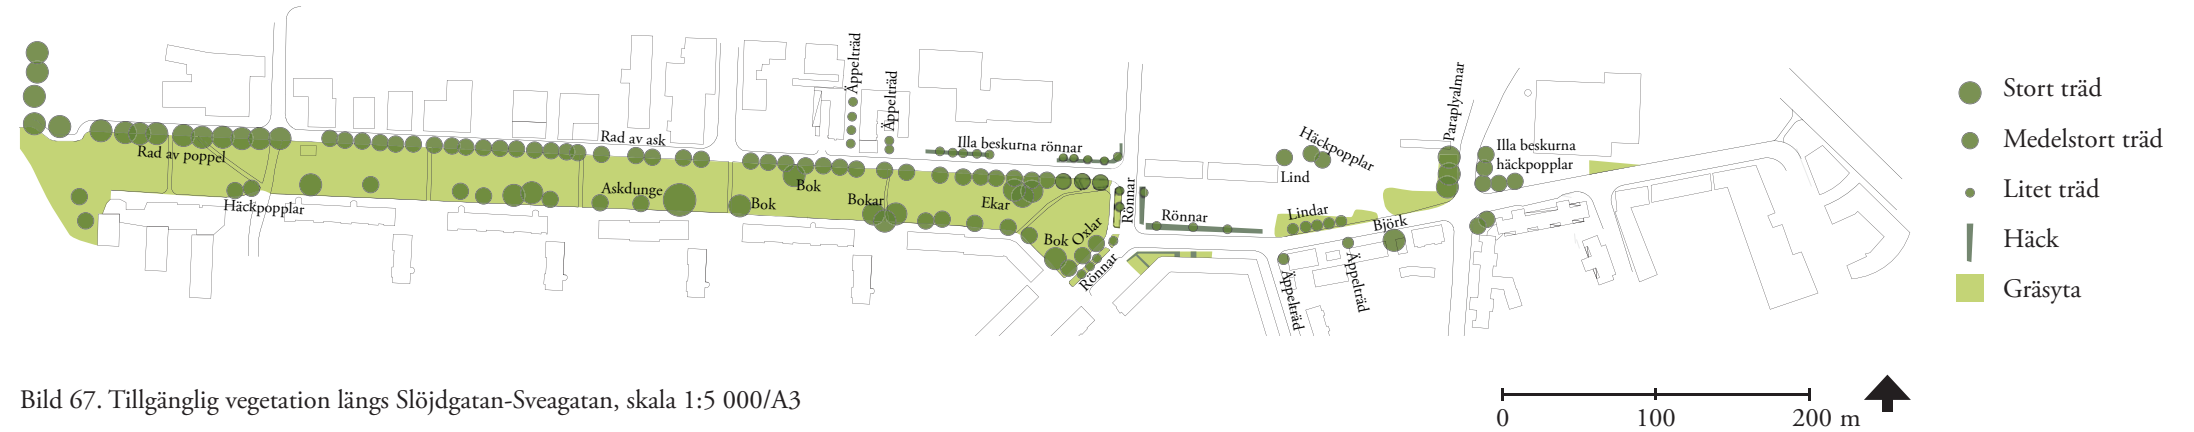 Äppelträd
Äppelträd
Paraplyalmar
Rad av poppel
Rad av ask
Illa beskurna rönnar
Häckpopplar
Lind
Illa beskurna
häckpopplar
Häckpopplar
Askdunge
Bok
Bok
Bokar
Ekar
Bok
Oxlar
Rönnar
Rönnar
Rönnar
Lindar
Björk
Äppelträd
Äppelträd
Stort träd
Medelstort träd
Litet träd
Häck
Gräsyta
Bild 67. Tillgänglig vegetation längs Slöjdgatan-Sveagatan, skala 1:5 000/A3
0 100 200 m